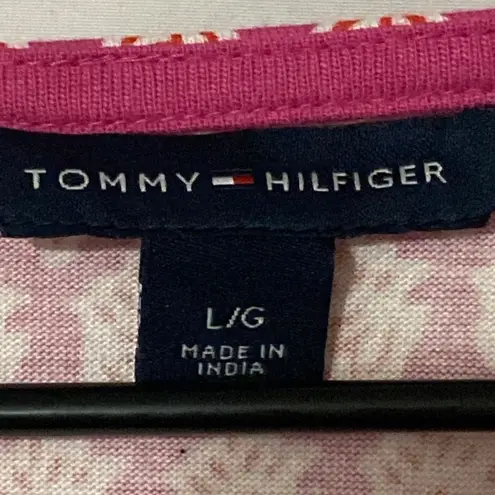 TOMMY HILFIGER
L/G
MADE IN
INDIA